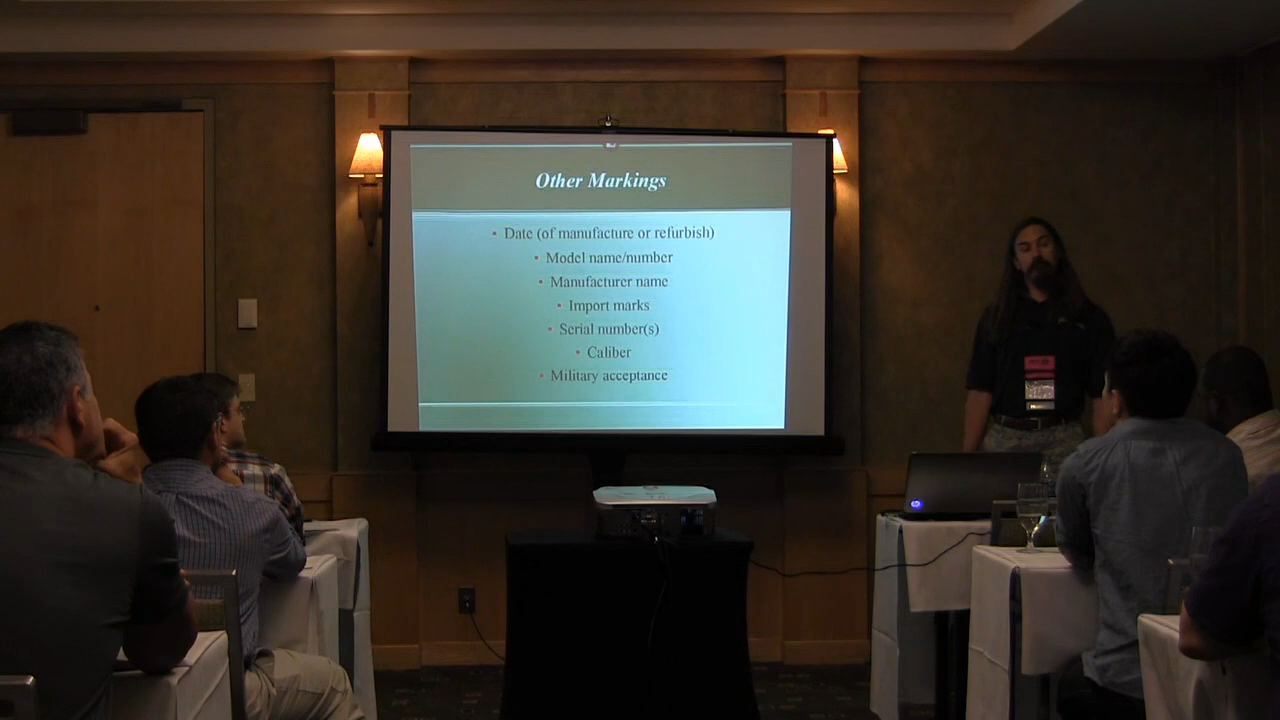 Other Markings
• Date (of manufacture or refurbish)
• Model name/number
• Manufacturer name
• Import marks
• Serial number(s)
• Caliber
• Military acceptance
hp